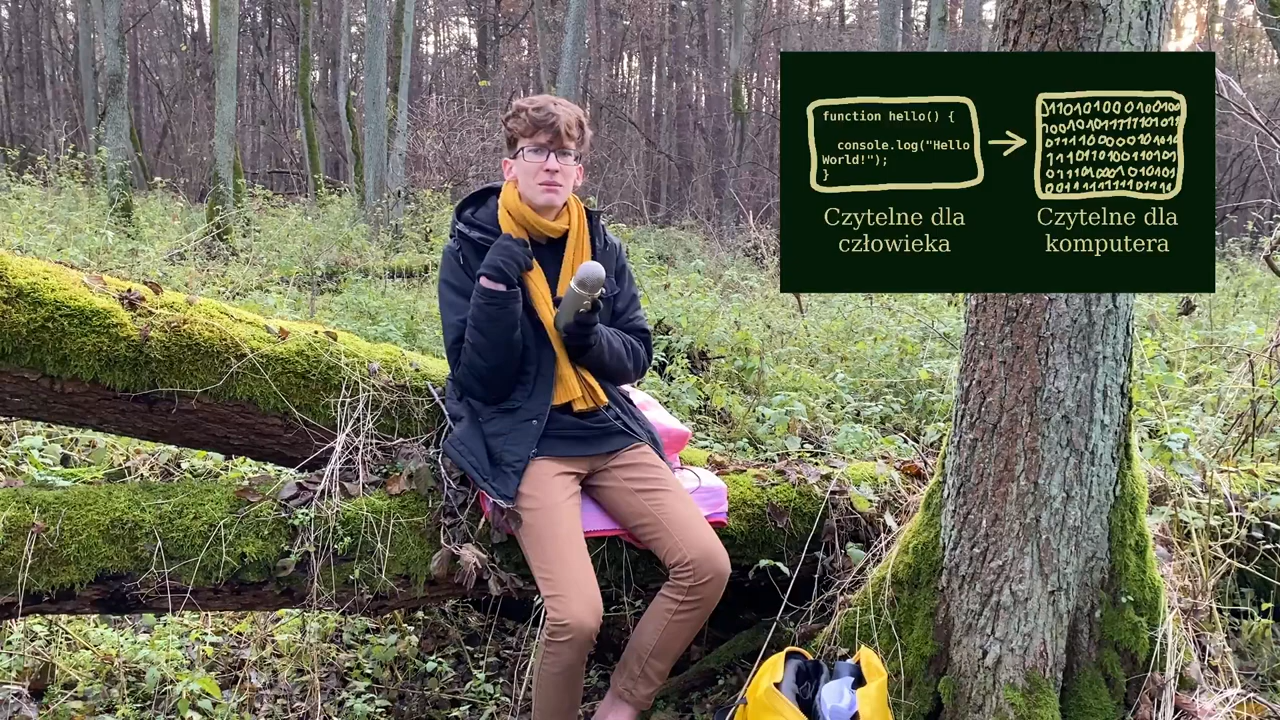 function hello() {
console.log("Hello
World!");
}
Czytelne dla
człowieka
Czytelne dla
komputera